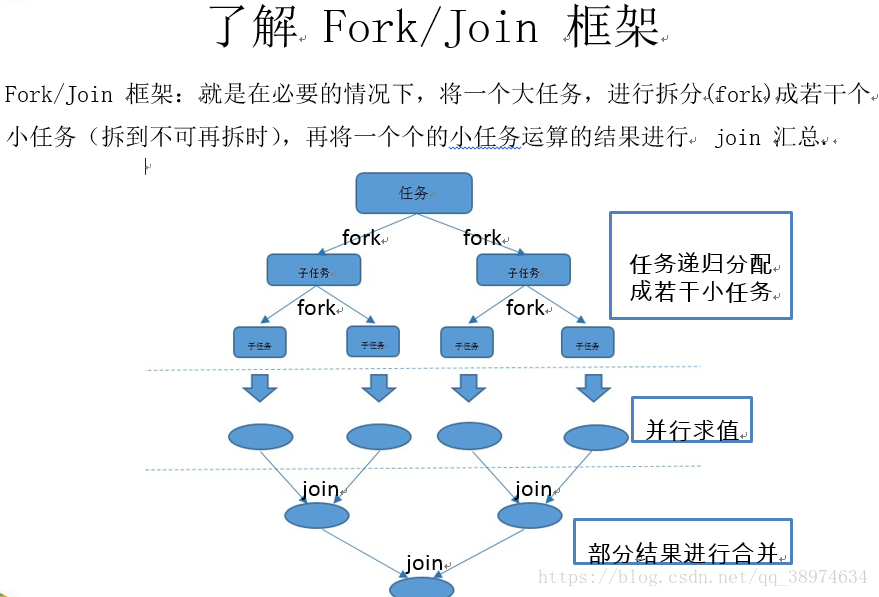 了解 Fork/Join 框架
Fork/Join 框架：就是在必要的情况下，将一个大任务，进行拆分(fork)成若干个
小任务（拆到不可再拆时），再将一个个的小任务运算的结果进行 join 汇总.
任务
fork
fork
子任务
子任务
任务递归分配
成若干小任务
fork
fork
子任务
子任务
子任务
子任务
并行求值
join
join
部分结果进行合并
join
https://blog.csdn.net/qq_38974634